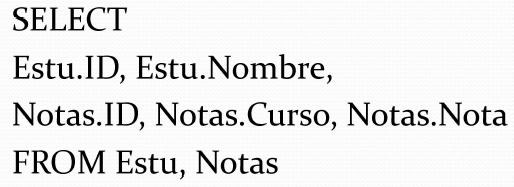 SELECT
Estu.ID, Estu.Nombre,
Notas.ID, Notas.Curso, Notas.Nota
FROM Estu, Notas